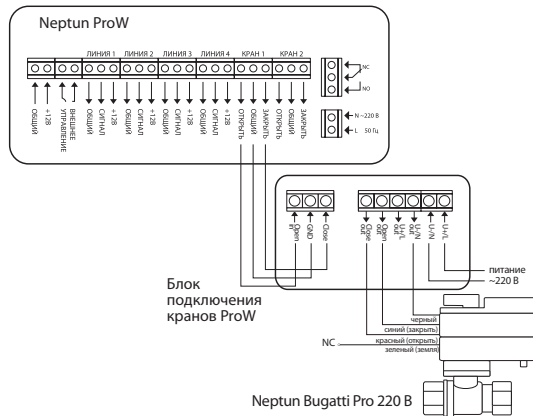 Neptun ProW
ЛИНИЯ 1 ЛИНИЯ 2 ЛИНИЯ 3 ЛИНИЯ 4 КРАН 1 КРАН 2
ОБЩИЙ
+12В
ВНЕШНЕЕ
УПРАВЛЕНИЕ
ОБЩИЙ
СИГНАЛ
+12В
ОБЩИЙ
СИГНАЛ
+12В
ОБЩИЙ
СИГНАЛ
+12В
ОБЩИЙ
СИГНАЛ
+12В
ОТКРЫТЬ
ОБЩИЙ
ЗАКРЫТЬ
ОТКРЫТЬ
ОБЩИЙ
ЗАКРЫТЬ
NC
NO
N ~220 В
L 50 Гц
Open in
GND
Close
Close out
Open out
U~/L out
U~/N out
U~/N
U~/L
Блок
подключения
кранов ProW
питание
~220 В
черный
синий (закрыть)
NC
красный (открыть)
зеленый (земля)
Neptun Bugatti Pro 220 В